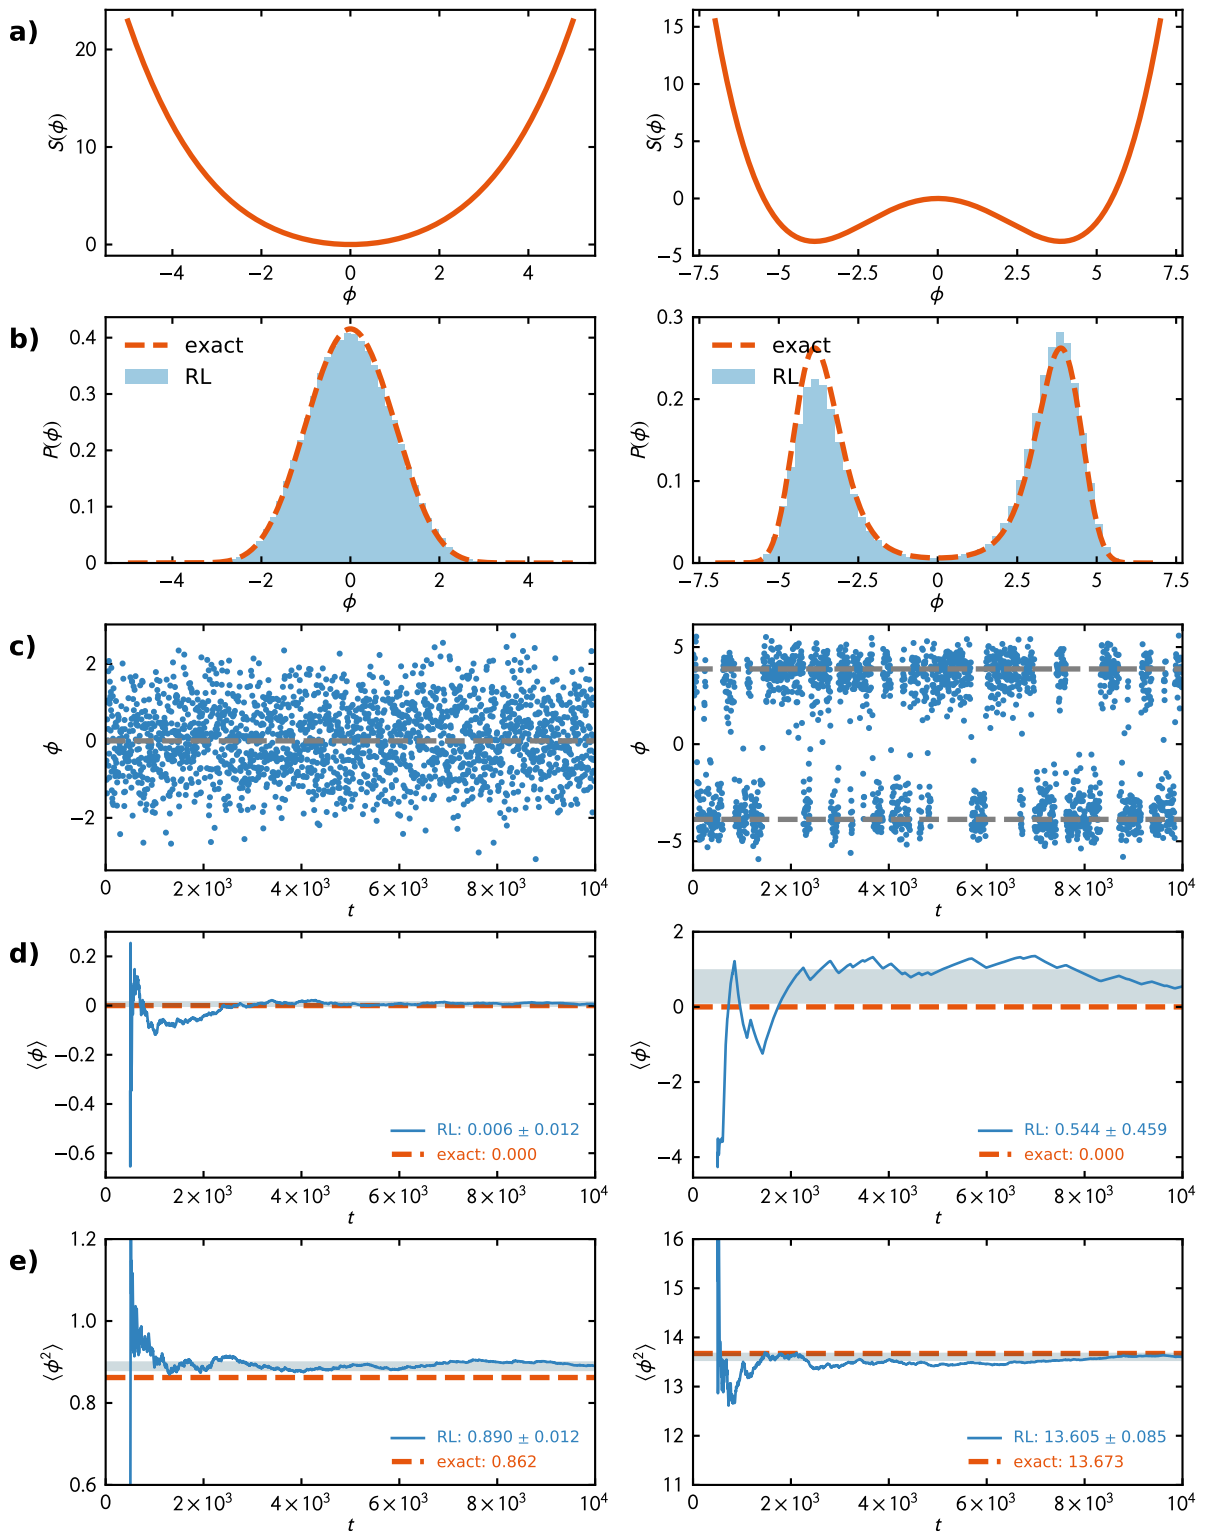 a)
S(ϕ)
20
10
0
−4 −2 0 2 4
ϕ
S(ϕ)
15
10
5
0
−5
−7.5 −5 −2.5 0 2.5 5 7.5
ϕ
b)
P(ϕ)
0.4
0.3
0.2
0.1
0
exact
RL
−4 −2 0 2 4
ϕ
P(ϕ)
0.3
0.2
0.1
0
exact
RL
−7.5 −5 −2.5 0 2.5 5 7.5
ϕ
c)
ϕ
2
0
−2
0 2×10³ 4×10³ 6×10³ 8×10³ 10⁴
t
ϕ
5
0
−5
0 2×10³ 4×10³ 6×10³ 8×10³ 10⁴
t
d)
⟨ϕ⟩
0.2
0
−0.2
−0.4
−0.6
RL: 0.006 ± 0.012
exact: 0.000
0 2×10³ 4×10³ 6×10³ 8×10³ 10⁴
t
⟨ϕ⟩
2
0
−2
−4
RL: 0.544 ± 0.459
exact: 0.000
0 2×10³ 4×10³ 6×10³ 8×10³ 10⁴
t
e)
⟨ϕ²⟩
1.2
1.0
0.8
0.6
RL: 0.890 ± 0.012
exact: 0.862
0 2×10³ 4×10³ 6×10³ 8×10³ 10⁴
t
⟨ϕ²⟩
16
15
14
13
12
11
RL: 13.605 ± 0.085
exact: 13.673
0 2×10³ 4×10³ 6×10³ 8×10³ 10⁴
t